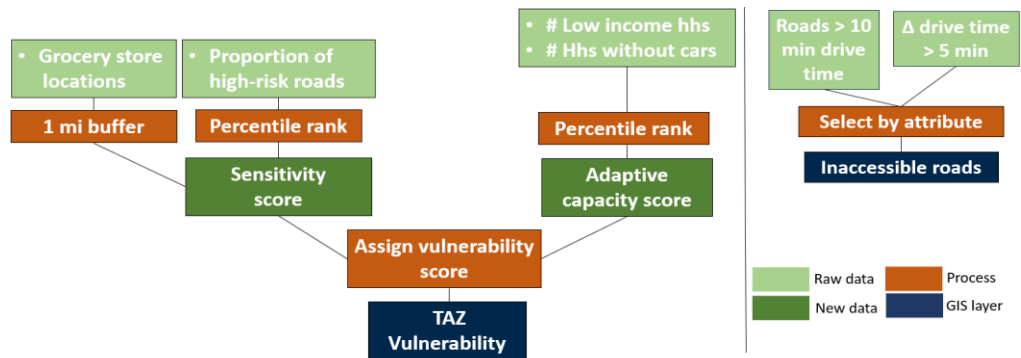 • Grocery store
locations
• Proportion of
high-risk roads
• # Low income hhs
• # Hhs without cars
Roads > 10
min drive
time
Δ drive time
> 5 min
1 mi buffer
Percentile rank
Percentile rank
Select by attribute
Sensitivity
score
Adaptive
capacity score
Inaccessible roads
Assign vulnerability
score
TAZ
Vulnerability
Raw data
Process
New data
GIS layer